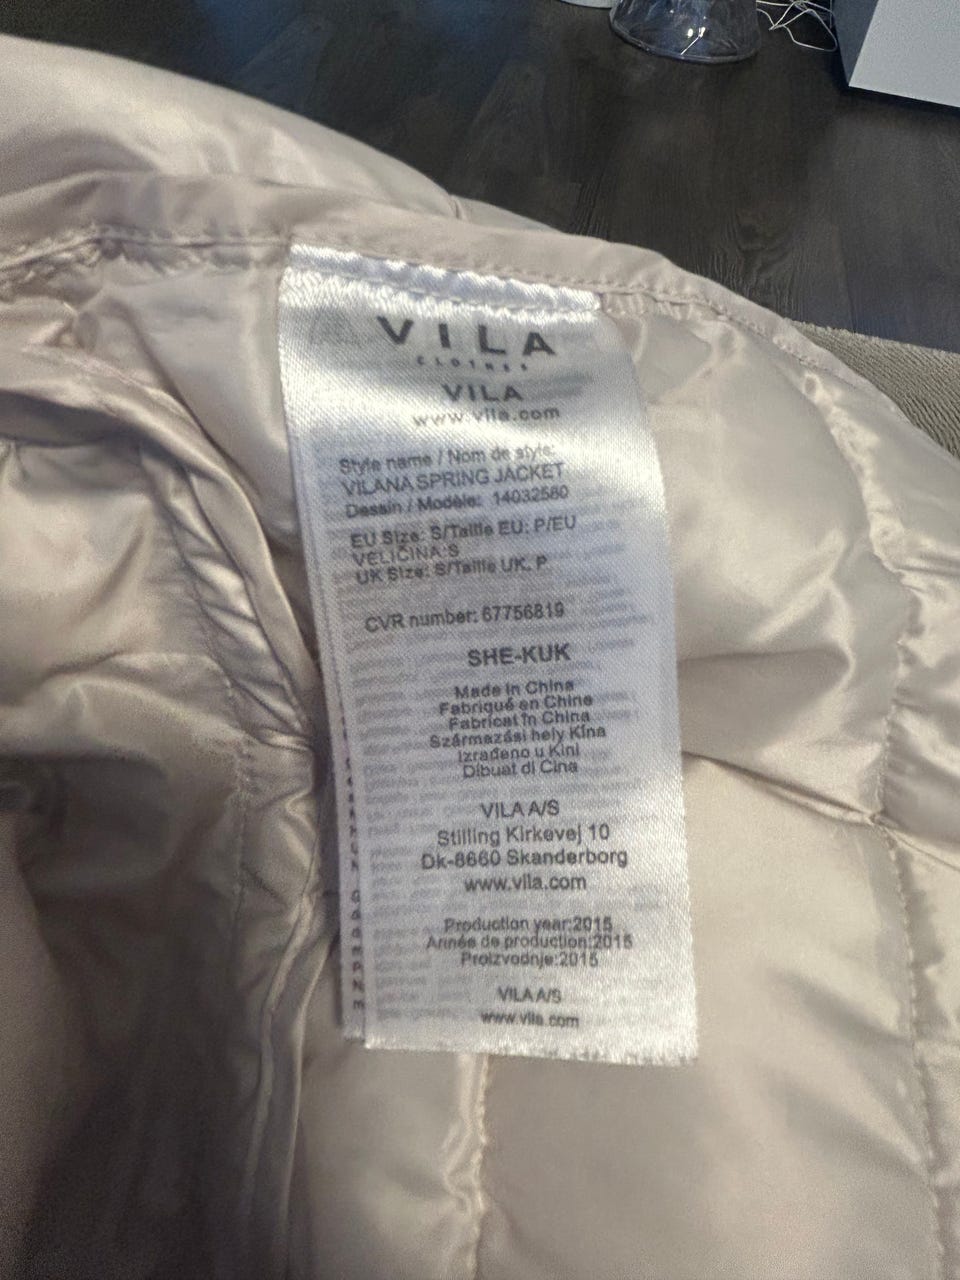 VILA
CLOTHES
VILA
www.vila.com
Style name / Nom de style:
VILANA SPRING JACKET
Dessin / Modèle: 14032580
EU Size: S/Taille EU: P/EU
VELIČINA:S
UK Size: S/Taille UK. P
CVR number: 67756819
SHE-KUK
Made in China
Fabriqué en Chine
Fabricat în China
Származási hely Kína
Izrađeno u Kini
Dibuat di Cina
VILA A/S
Stilling Kirkevej 10
Dk-8660 Skanderborg
www.vila.com
Production year:2015
Année de production:2015
Proizvodnje:2015
VILA A/S
www.vila.com